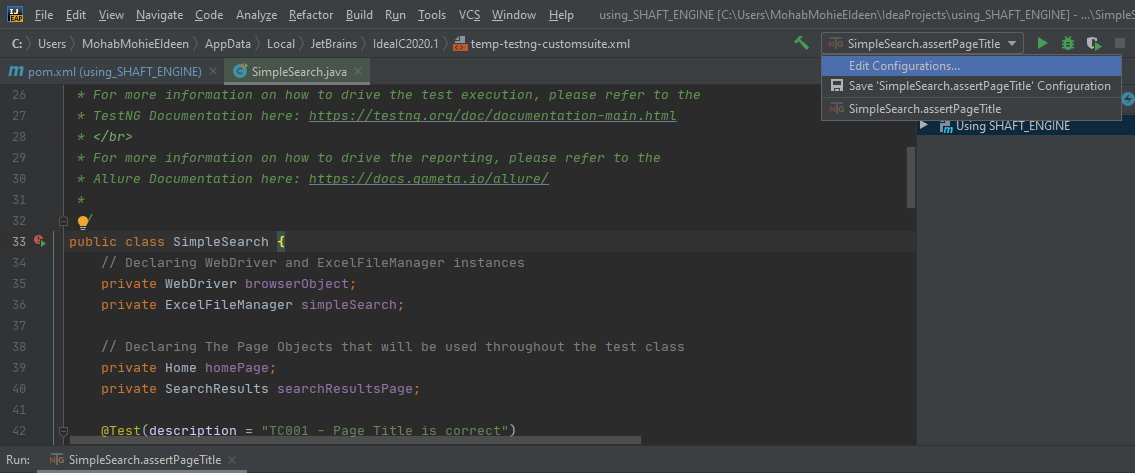 File Edit View Navigate Code Analyze Refactor Build Run Tools VCS Window Help using_SHAFT_ENGINE [C:\Users\MohabMohieEldeen\IdeaProjects\using_SHAFT_ENGINE] - ...\SimpleS
C: Users MohabMohieEldeen AppData Local JetBrains IdeaIC2020.1 temp-testng-customsuite.xml SimpleSearch.assertPageTitle
Edit Configurations...
Save 'SimpleSearch.assertPageTitle' Configuration
SimpleSearch.assertPageTitle
pom.xml (using_SHAFT_ENGINE) SimpleSearch.java
Using SHAFT_ENGINE
26 * For more information on how to drive the test execution, please refer to the
27 * TestNG Documentation here: https://testng.org/doc/documentation-main.html
28 * </br>
29 * For more information on how to drive the reporting, please refer to the
30 * Allure Documentation here: https://docs.qameta.io/allure/
31 *
32 /
33 public class SimpleSearch {
34 // Declaring WebDriver and ExcelFileManager instances
35 private WebDriver browserObject;
36 private ExcelFileManager simpleSearch;
37
38 // Declaring The Page Objects that will be used throughout the test class
39 private Home homePage;
40 private SearchResults searchResultsPage;
41
42 @Test(description = "TC001 - Page Title is correct")
Run: SimpleSearch.assertPageTitle